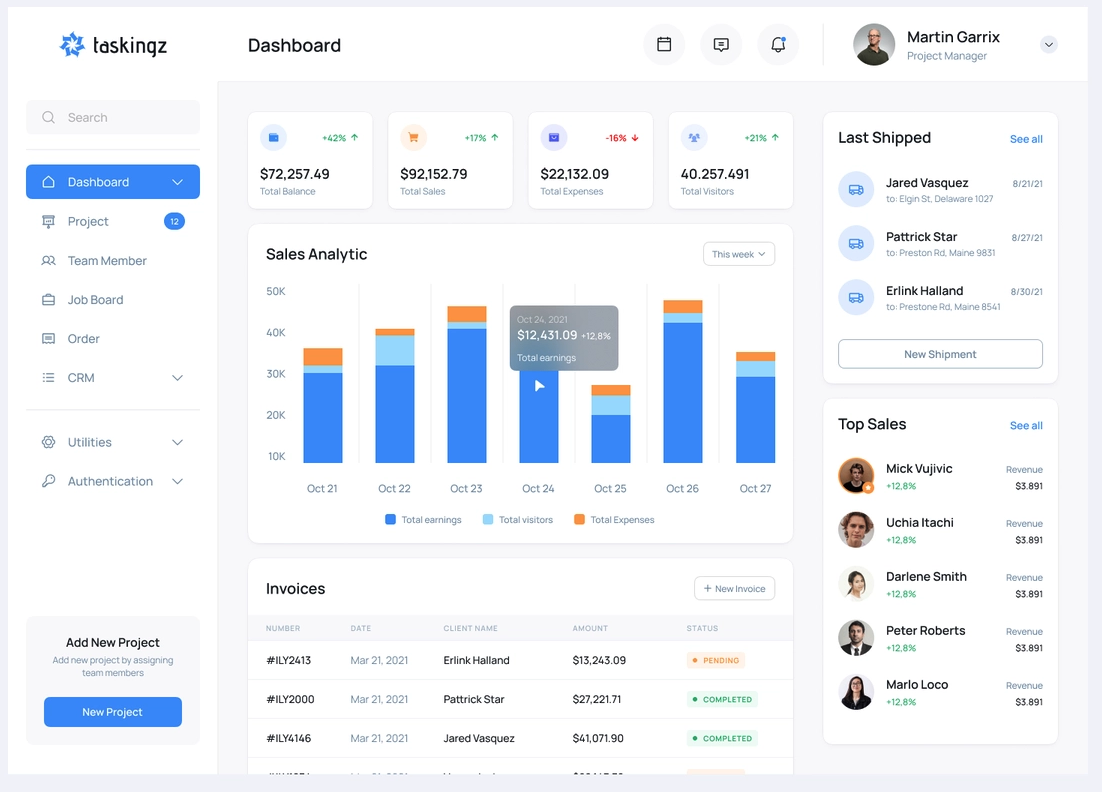 taskingz
Dashboard
Martin Garrix
Project Manager
Search
Dashboard
Project
12
Team Member
Job Board
Order
CRM
Utilities
Authentication
Add New Project
Add new project by assigning
team members
New Project
+42%
$72,257.49
Total Balance
+17%
$92,152.79
Total Sales
-16%
$22,132.09
Total Expenses
+21%
40.257.491
Total Visitors
Sales Analytic
This week
50K
40K
30K
20K
10K
Oct 24, 2021
$12,431.09 +12,8%
Total earnings
Oct 21 Oct 22 Oct 23 Oct 24 Oct 25 Oct 26 Oct 27
Total earnings Total visitors Total Expenses
Invoices
+ New Invoice
NUMBER DATE CLIENT NAME AMOUNT STATUS
#ILY2413 Mar 21, 2021 Erlink Halland $13,243.09 PENDING
#ILY2000 Mar 21, 2021 Pattrick Star $27,221.71 COMPLETED
#ILY4146 Mar 21, 2021 Jared Vasquez $41,071.90 COMPLETED
Last Shipped See all
Jared Vasquez 8/21/21
to: Elgin St, Delaware 1027
Pattrick Star 8/27/21
to: Preston Rd, Maine 9831
Erlink Halland 8/30/21
to: Prestone Rd, Maine 8541
New Shipment
Top Sales See all
Mick Vujivic Revenue
+12,8% $3.891
Uchia Itachi Revenue
+12,8% $3.891
Darlene Smith Revenue
+12,8% $3.891
Peter Roberts Revenue
+12,8% $3.891
Marlo Loco Revenue
+12,8% $3.891